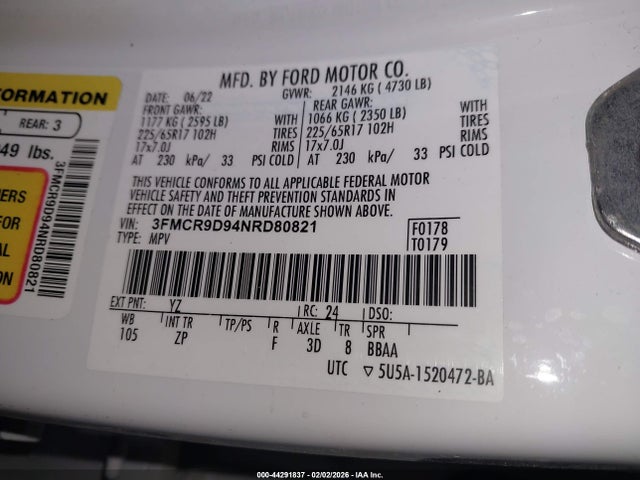 MFD. BY FORD MOTOR CO.
DATE: 06/22 GVWR: 2146 KG ( 4730 LB)
FRONT GAWR: REAR GAWR:
1177 KG ( 2595 LB) WITH 1066 KG ( 2350 LB) WITH
225/65R17 102H TIRES 225/65R17 102H TIRES
17x7.0J RIMS 17x7.0J RIMS
AT 230 kPa/ 33 PSI COLD AT 230 kPa/ 33 PSI COLD
THIS VEHICLE CONFORMS TO ALL APPLICABLE FEDERAL MOTOR
VEHICLE SAFETY AND THEFT PREVENTION STANDARDS IN
EFFECT ON THE DATE OF MANUFACTURE SHOWN ABOVE.
VIN: 3FMCR9D94NRD80821 F0178
TYPE: MPV T0179
EXT PNT: YZ RC: 24 DSO:
WB INT TR TP/PS R AXLE TR SPR
105 ZP F 3D 8 BBAA
UTC ▽ 5U5A-1520472-BA
ORMATION
REAR: 3
49 lbs.
3FMCR9D94NRD80821
000-44291837 - 02/02/2026 - IAA Inc.